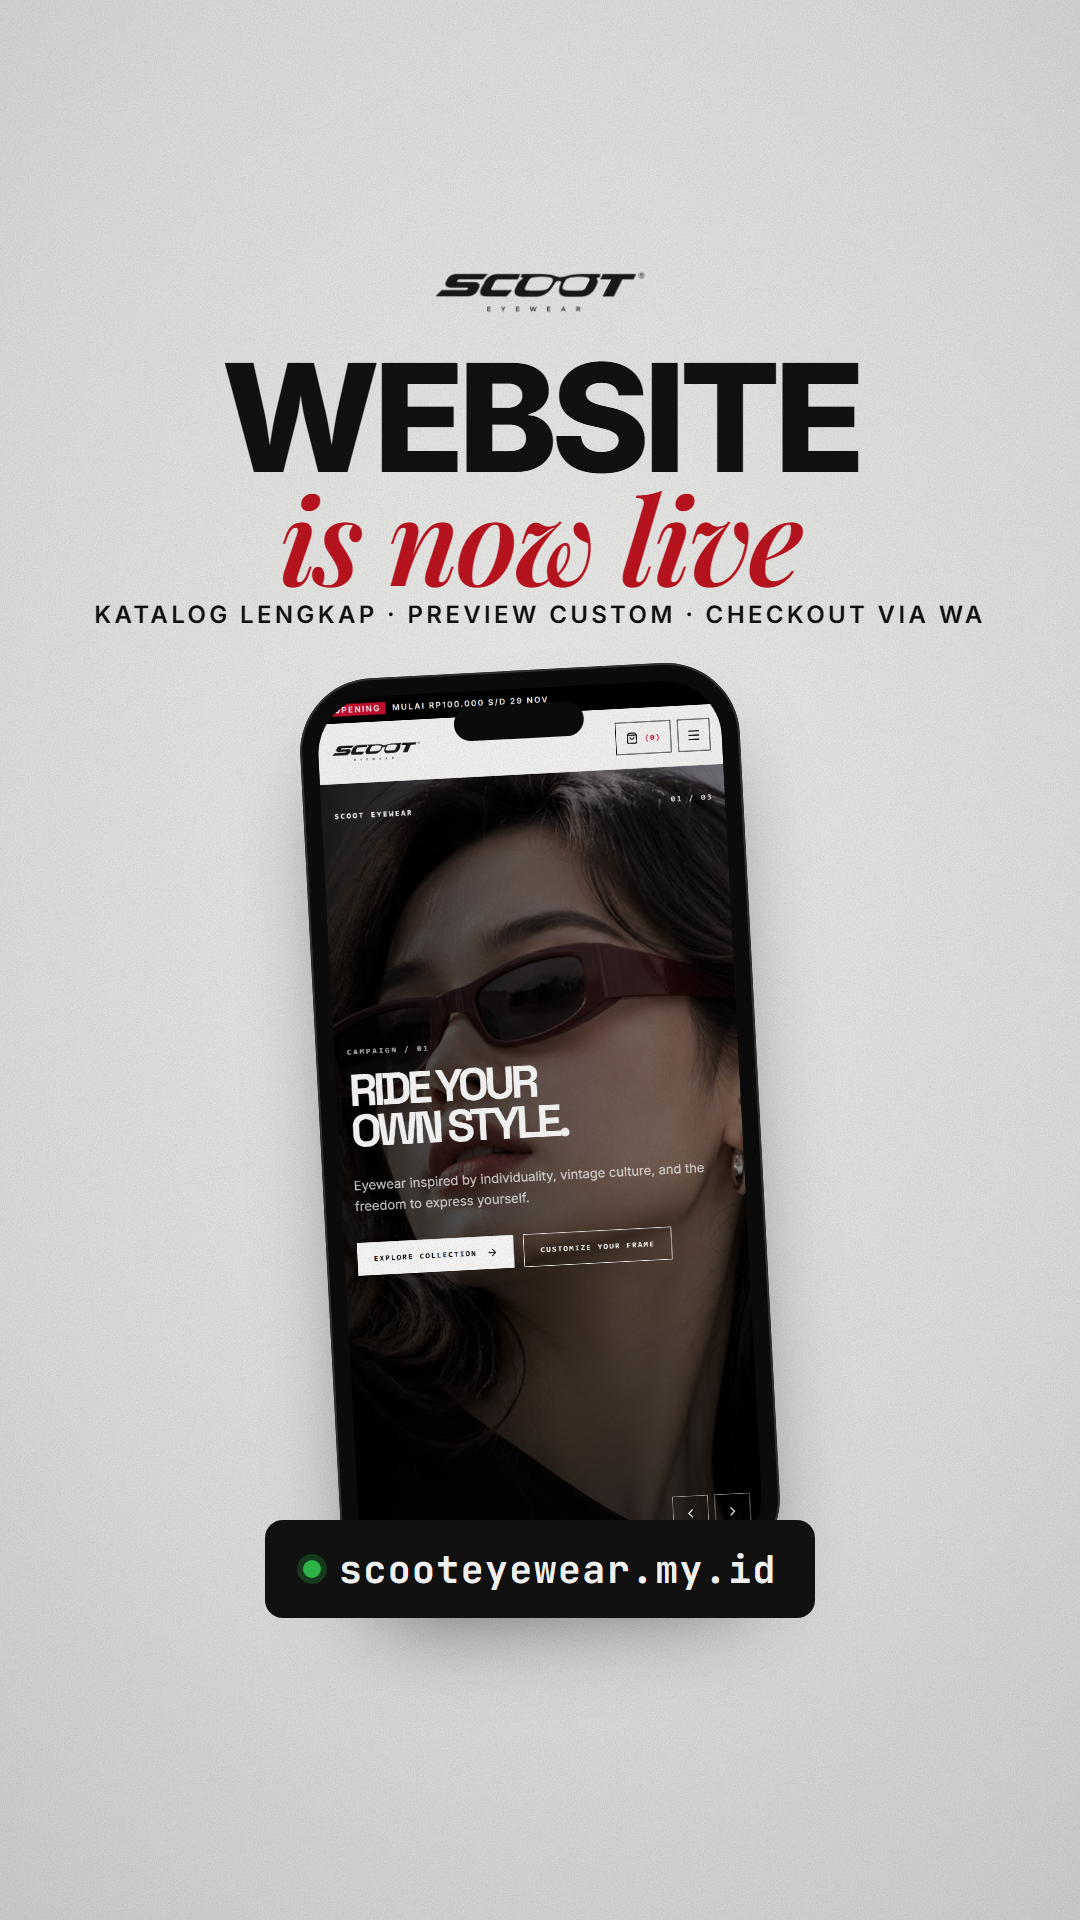 SCOOT®
EYEWEAR
WEBSITE
is now live
KATALOG LENGKAP · PREVIEW CUSTOM · CHECKOUT VIA WA
OPENING MULAI RP100.000 S/D 29 NOV
SCOOT
EYEWEAR
(0)
SCOOT EYEWEAR
01 / 03
CAMPAIGN / 01
RIDE YOUR
OWN STYLE.
Eyewear inspired by individuality, vintage culture, and the
freedom to express yourself.
EXPLORE COLLECTION →
CUSTOMIZE YOUR FRAME
scooteyewear.my.id